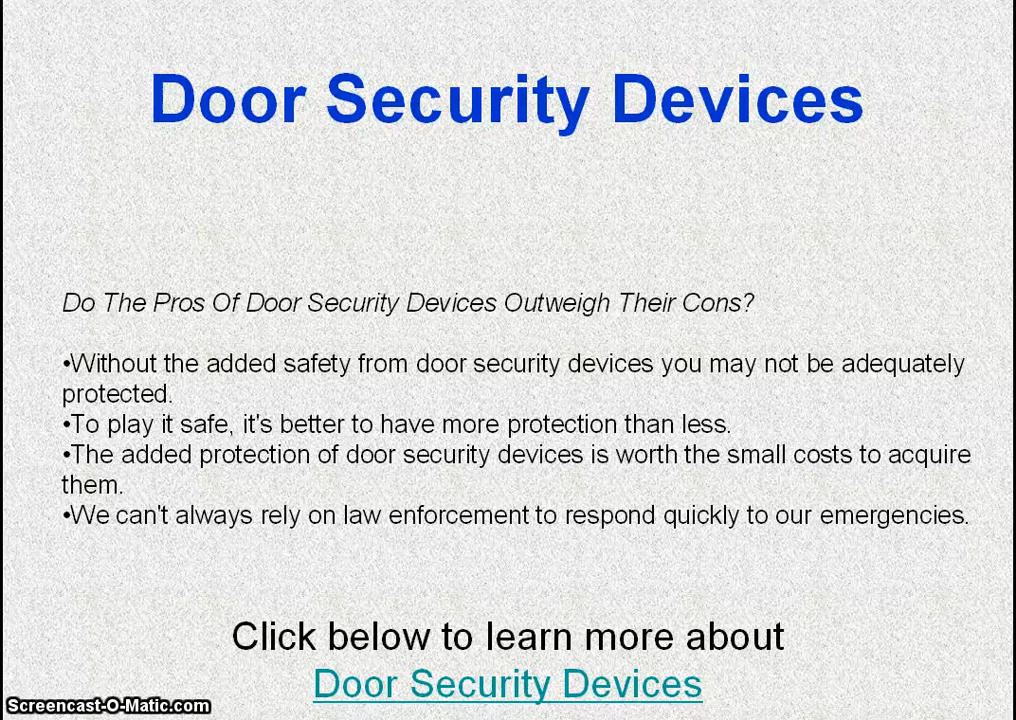 Door Security Devices
Do The Pros Of Door Security Devices Outweigh Their Cons?
•Without the added safety from door security devices you may not be adequately
protected.
•To play it safe, it's better to have more protection than less.
•The added protection of door security devices is worth the small costs to acquire
them.
•We can't always rely on law enforcement to respond quickly to our emergencies.
Click below to learn more about
Door Security Devices
Screencast-O-Matic.com